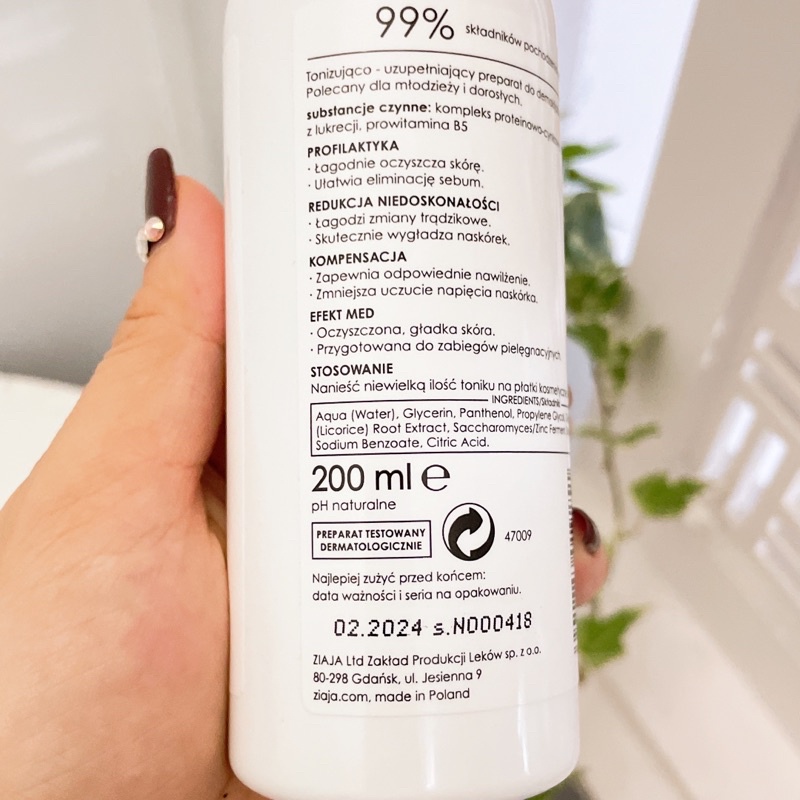 99% składników
Tonizująco - uzupełniający preparat do
Polecany dla młodzieży i dorosłych.
substancje czynne: kompleks
z lukrecji, prowitamina B5
PROFILAKTYKA
· Łagodnie oczyszcza skórę.
· Ułatwia eliminację sebum.
REDUKCJA NIEDOSKONAŁOŚCI
· Łagodzi zmiany trądzikowe.
· Skutecznie wygładza naskórek.
KOMPENSACJA
· Zapewnia odpowiednie nawilżenie.
· Zmniejsza uczucie napięcia naskórka.
EFEKT MED
· Oczyszczona, gładka skóra.
· Przygotowana do zabiegów pielęgnacyjnych
STOSOWANIE
Nanieść niewielką ilość toniku na płatki
INGREDIENTS/Składniki
Aqua (Water), Glycerin, Panthenol, Propylene Glycol,
(Licorice) Root Extract, Saccharomyces/Zinc Ferment
Sodium Benzoate, Citric Acid.
200 ml e
pH naturalne
PREPARAT TESTOWANY
DERMATOLOGICZNIE
47009
Najlepiej zużyć przed końcem:
data ważności i seria na opakowaniu.
02.2024 s.N000418
ZIAJA Ltd Zakład Produkcji Leków sp. z o.o.
80-298 Gdańsk, ul. Jesienna 9
ziaja.com, made in Poland